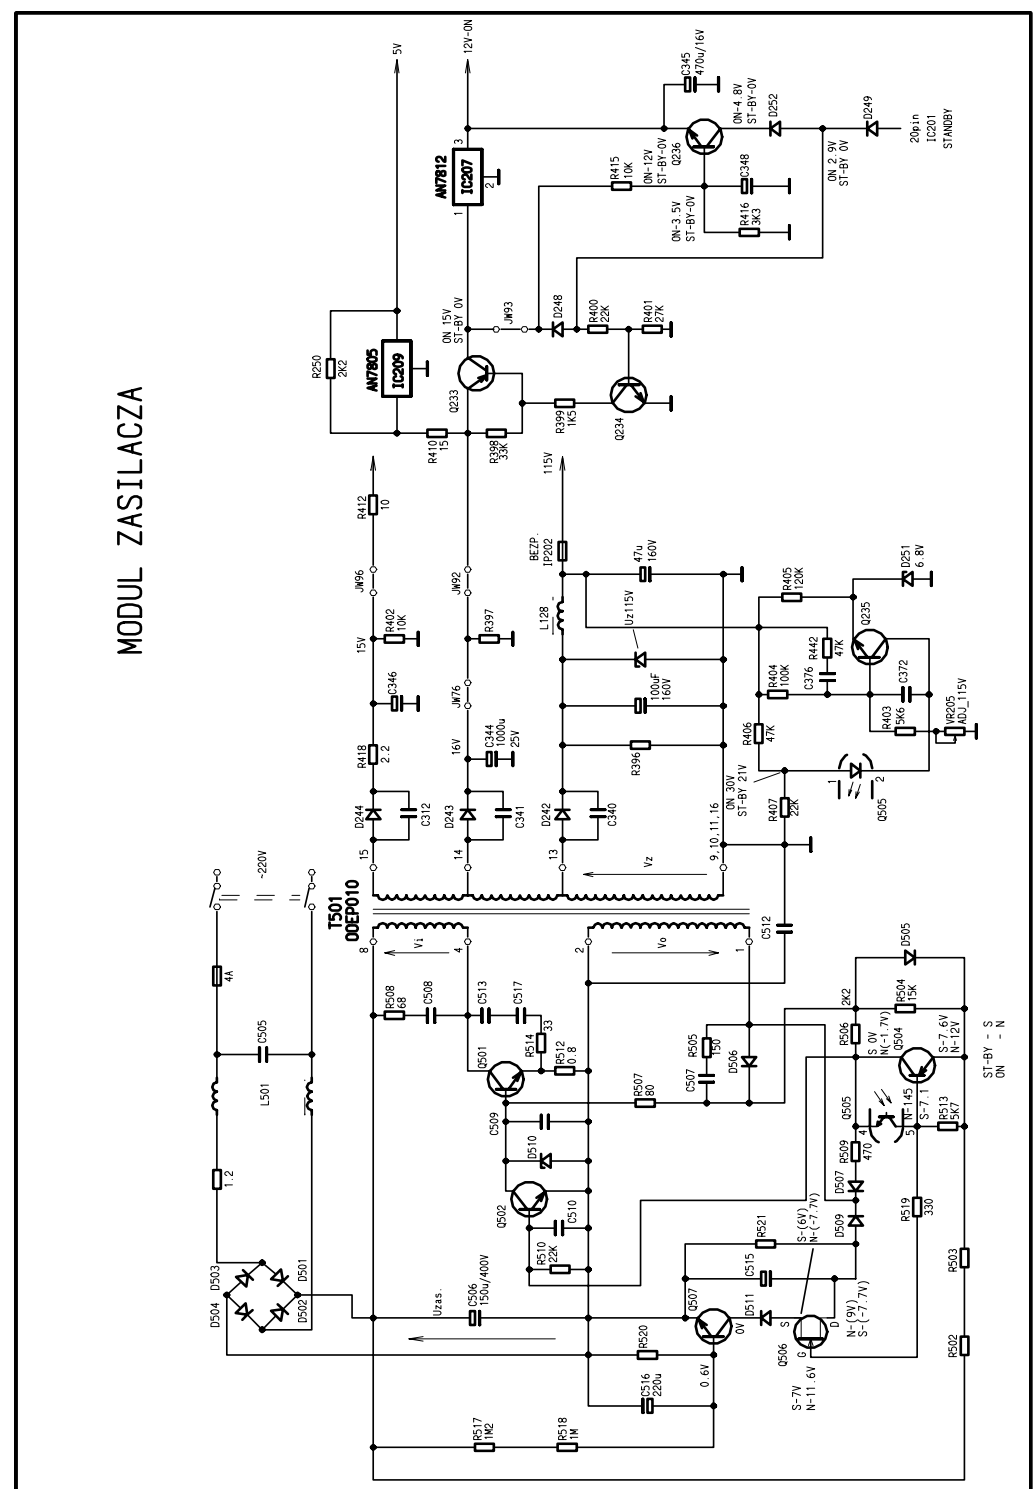 MODUL ZASILACZA
5V
12V-ON
C345
470u/16V
ON-4.8V
ST-BY-0V
D252
D249
20pin
IC201
STANDBY
Q236
ON-12V
ST-BY-0V
R415
10K
C348
ON 2.9V
ST-BY 0V
ON-3.5V
ST-BY-0V
R416
3K3
AN7812
IC207
1
2
3
ON 15V
ST-BY 0V
JW93
D248
R400
22K
R401
27K
R250
2K2
AN7805
IC209
Q233
R399
1K5
Q234
R410
15
R398
33K
R412
10
115V
BEZP.
IP202
47u
160V
JW96
JW92
R402
10K
15V
R397
L128
Uz115V
R405
120K
D251
6.8V
Q235
R442
47K
C346
JW76
R404
100K
C376
C372
100uF
160V
R403
5K6
VR205
ADJ_115V
R418
2.2
16V
C344
1000u
25V
R396
R406
47K
ON 30V
ST-BY 21V
1
2
Q505
R407
22K
D244
C312
D243
C341
D242
C340
15
14
13
9,10,11,16
Vz
~220V
T501
OOEP010
8
4
2
1
Vi
Vo
C512
4A
R508
68
C508
C513
C517
D505
2K2
R504
15K
C505
L501
Q501
R514
33
R512
0.8
R505
150
C507
D506
R506
S 0V
N(-1.7V)
Q504
S-7.6V
N-12V
ST-BY - S
ON - N
R507
80
C509
D510
Q505
4
5
N-145
S-7.1
R513
5K7
R509
470
1.2
Q502
C510
R510
22K
D507
D509
R519
330
S-(6V)
N-(-7.7V)
R521
C515
D503
D504
D501
D502
Uzas.
C506
150u/400V
Q507
D511
0V
S
D
G
Q506
N-(9V)
S-(-7.7V)
R503
R502
R520
0.6V
S-7V
N-11.6V
C516
220u
R517
1M2
R518
1M